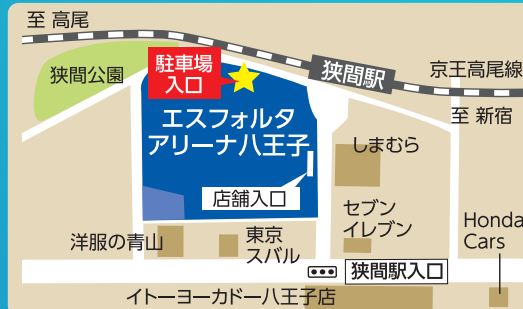 至 高尾
狭間公園
駐車場
入口
狭間駅
京王高尾線
至 新宿
エスフォルタ
アリーナ八王子
しまむら
店舗入口
セブン
イレブン
Honda
Cars
洋服の青山
東京
スバル
狭間駅入口
イトーヨーカドー八王子店